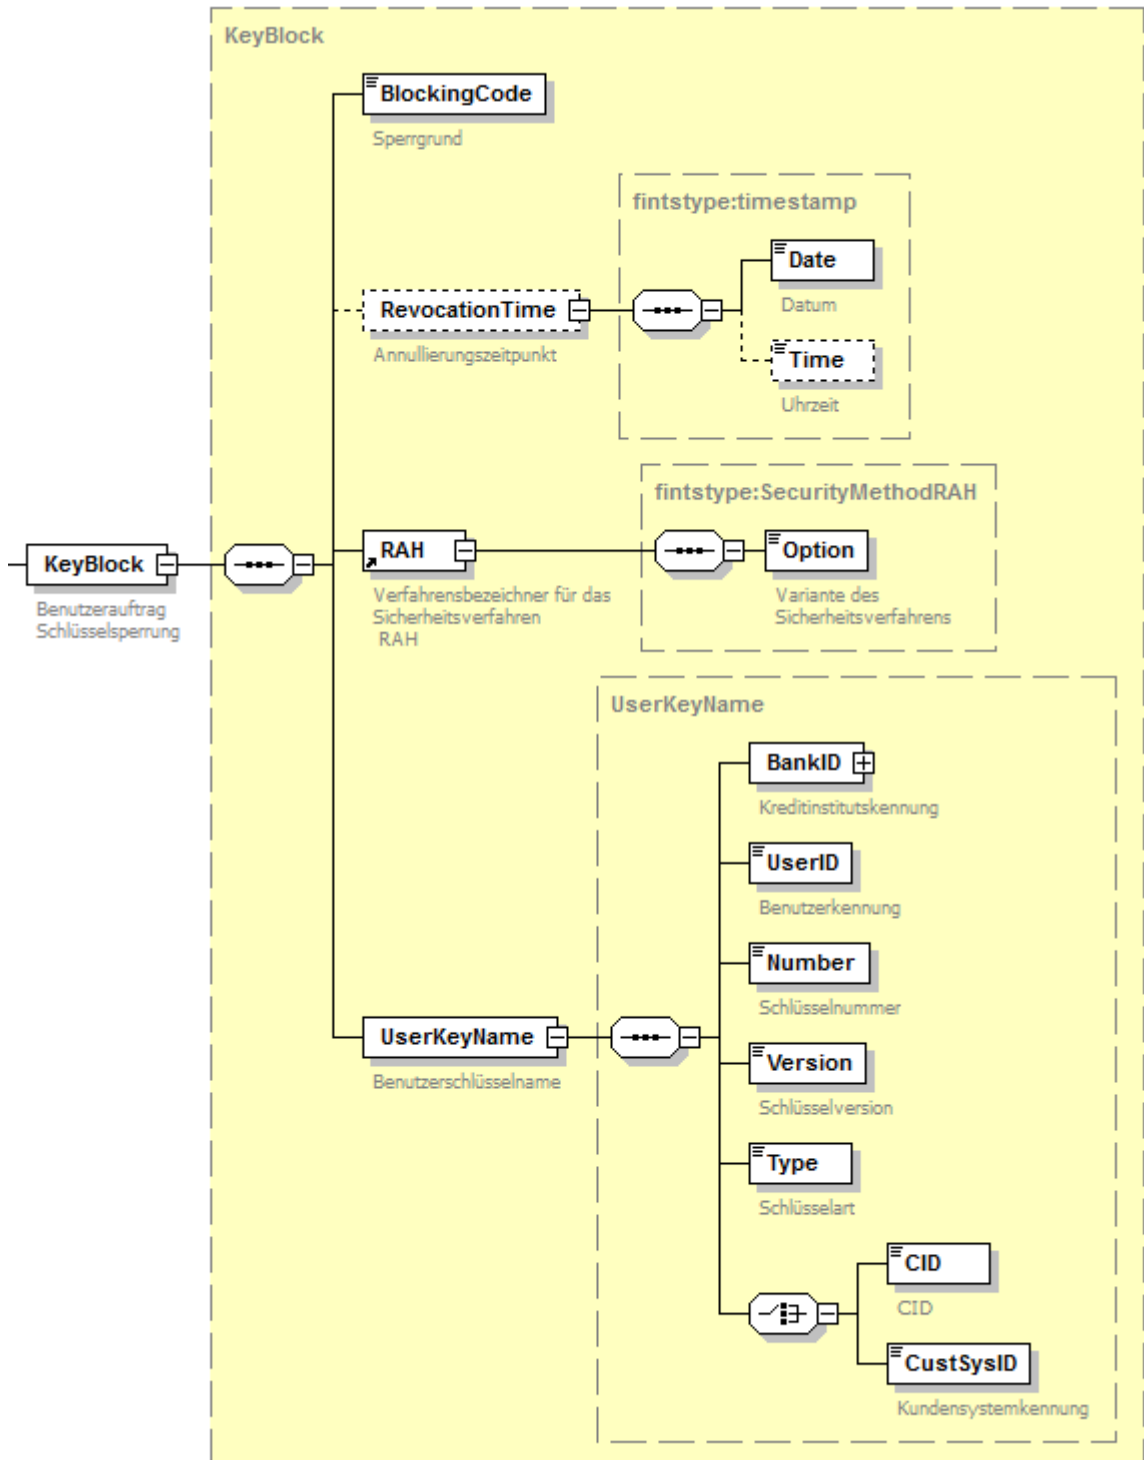 KeyBlock
BlockingCode
Sperrgrund
fintstype:timestamp
Date
Datum
RevocationTime
Annullierungszeitpunkt
Time
Uhrzeit
fintstype:SecurityMethodRAH
RAH
Option
KeyBlock
Verfahrensbezeichner für das
Sicherheitsverfahren
RAH
Variante des
Sicherheitsverfahrens
Benutzerauftrag
Schlüsselsperrung
UserKeyName
BankID
Kreditinstitutskennung
UserID
Benutzerkennung
Number
Schlüsselnummer
UserKeyName
Benutzerschlüsselname
Version
Schlüsselversion
Type
Schlüsselart
CID
CID
CustSysID
Kundensystemkennung